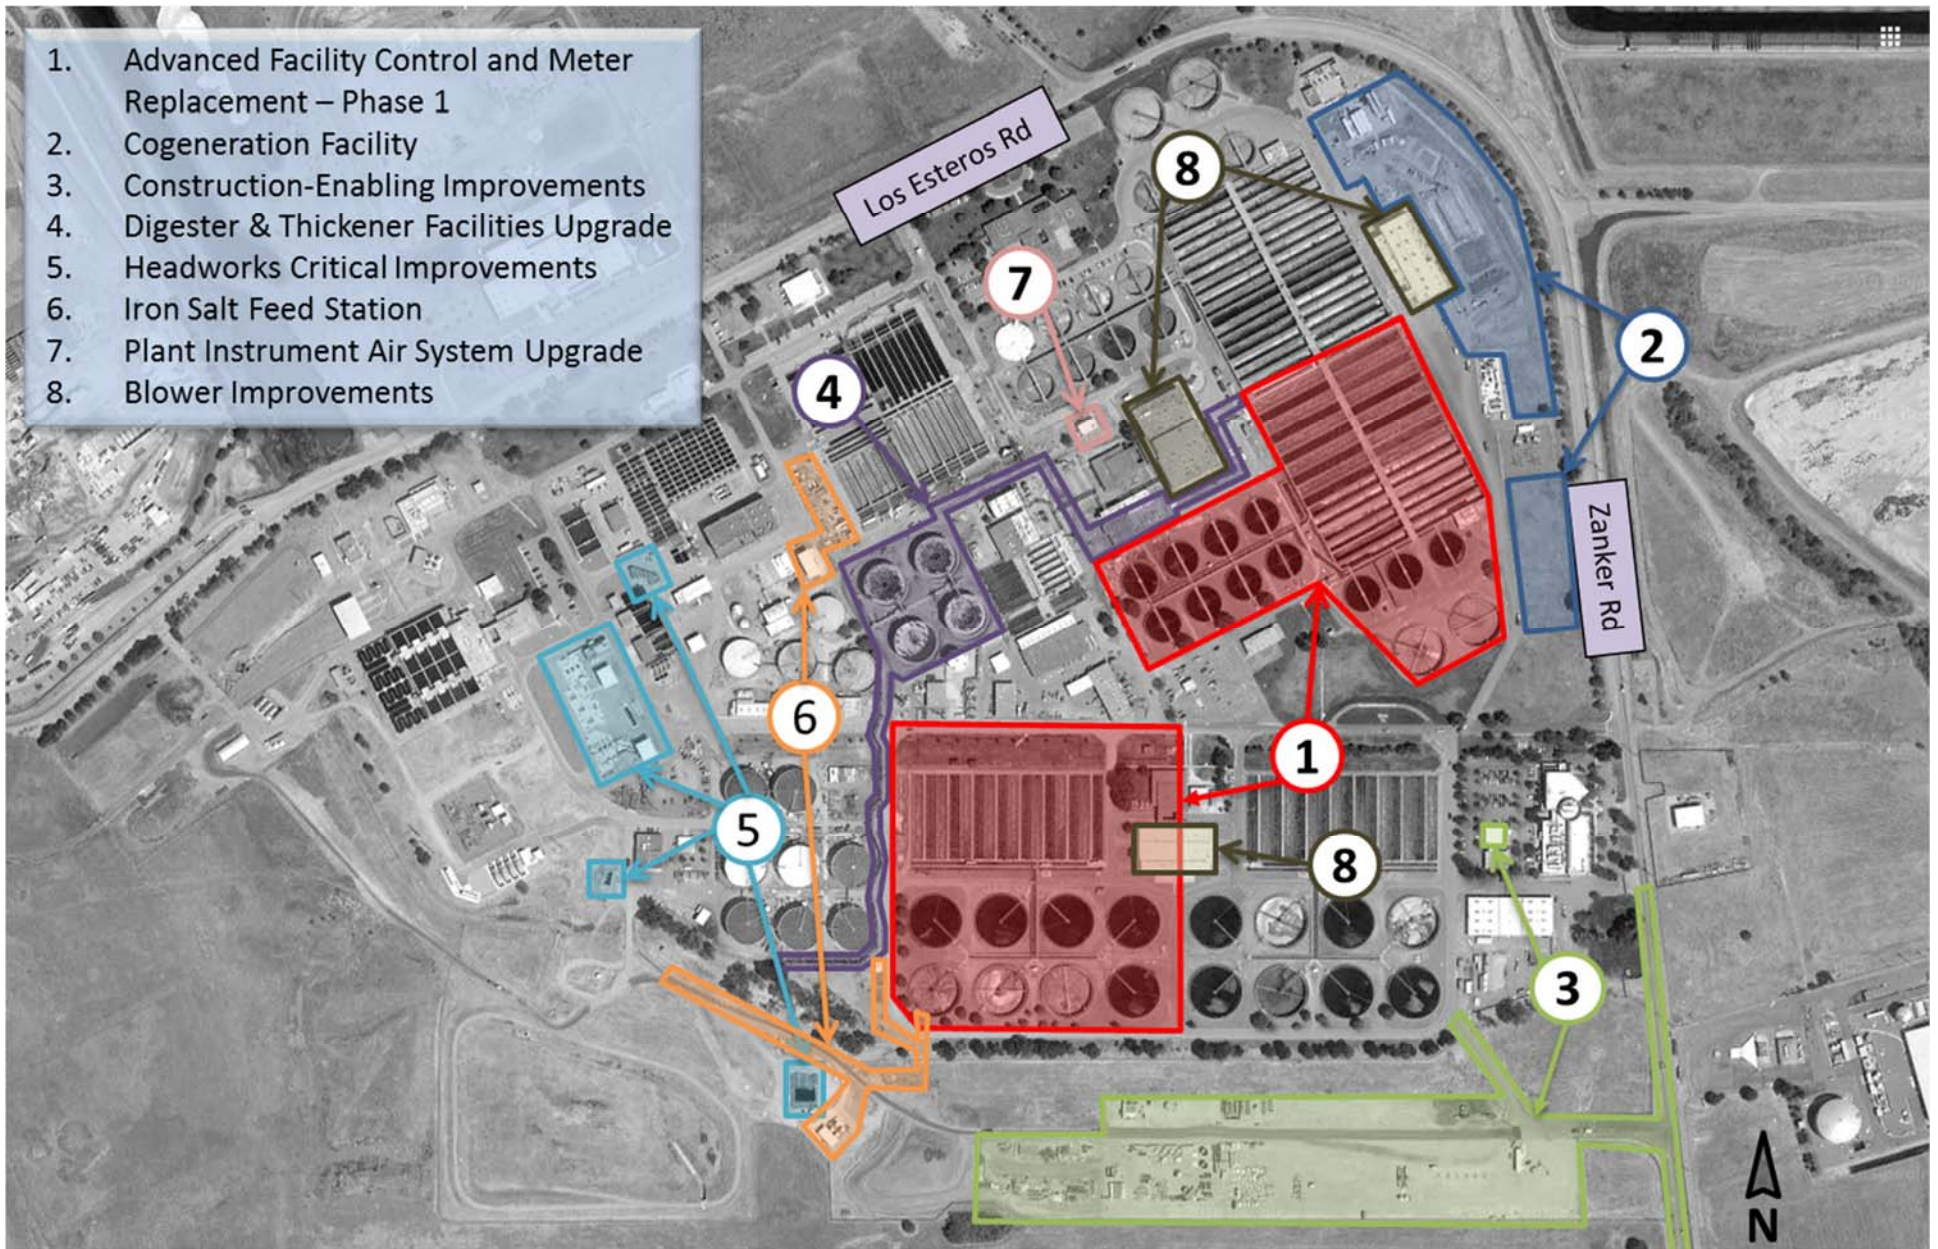 1. Advanced Facility Control and Meter
Replacement – Phase 1
2. Cogeneration Facility
3. Construction-Enabling Improvements
4. Digester & Thickener Facilities Upgrade
5. Headworks Critical Improvements
6. Iron Salt Feed Station
7. Plant Instrument Air System Upgrade
8. Blower Improvements
Los Esteros Rd
8
7
2
4
Zanker Rd
6
1
5
8
3
N